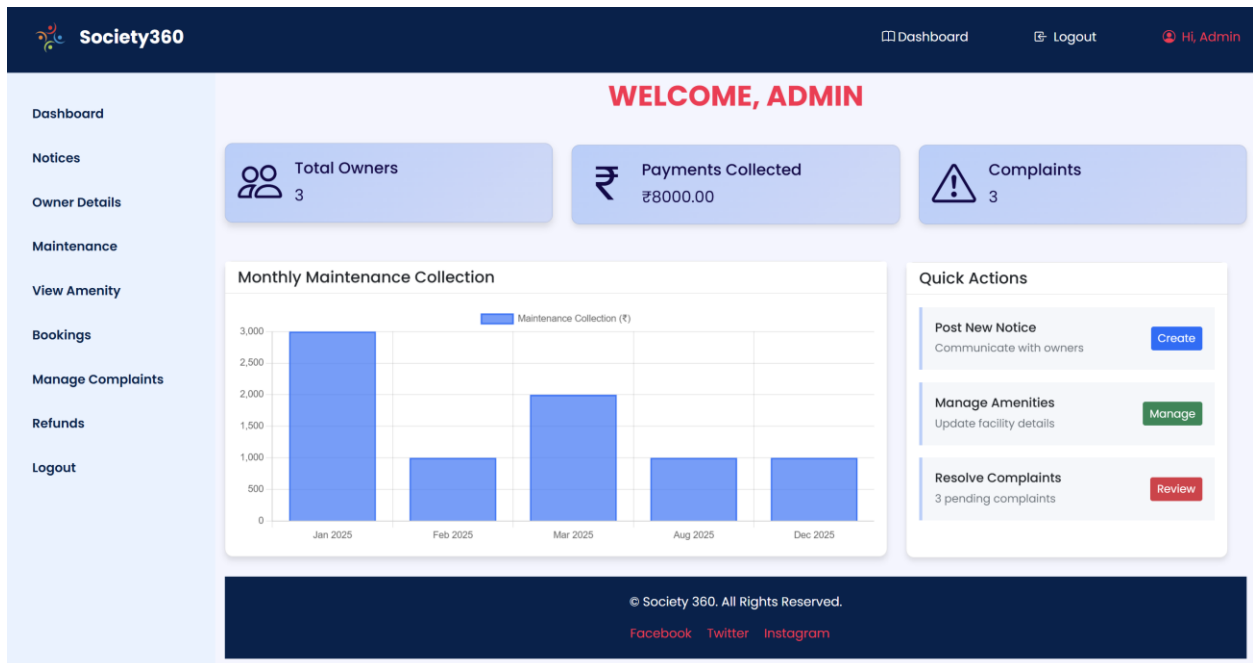 Society360
Dashboard
Logout
Hi, Admin
Dashboard
Notices
Owner Details
Maintenance
View Amenity
Bookings
Manage Complaints
Refunds
Logout
WELCOME, ADMIN
Total Owners
3
₹
Payments Collected
₹8000.00
Complaints
3
Monthly Maintenance Collection
Maintenance Collection (₹)
3,000
2,500
2,000
1,500
1,000
500
0
Jan 2025 Feb 2025 Mar 2025 Aug 2025 Dec 2025
Quick Actions
Post New Notice
Communicate with owners
Create
Manage Amenities
Update facility details
Manage
Resolve Complaints
3 pending complaints
Review
© Society 360. All Rights Reserved.
Facebook Twitter Instagram